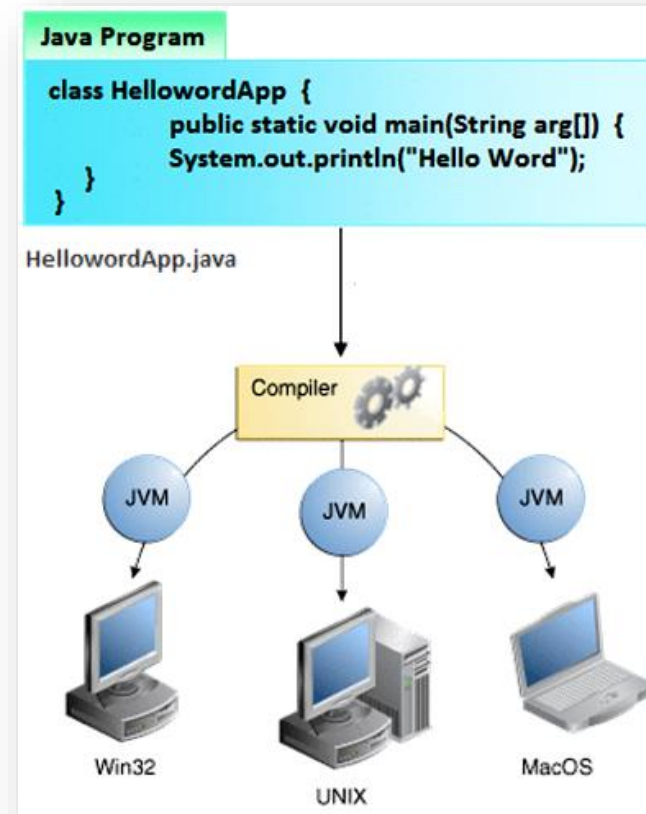 Java Program
class HellowordApp {
public static void main(String arg[]) {
System.out.println("Hello Word");
}
}
HellowordApp.java
Compiler
JVM
JVM
JVM
Win32
UNIX
MacOS